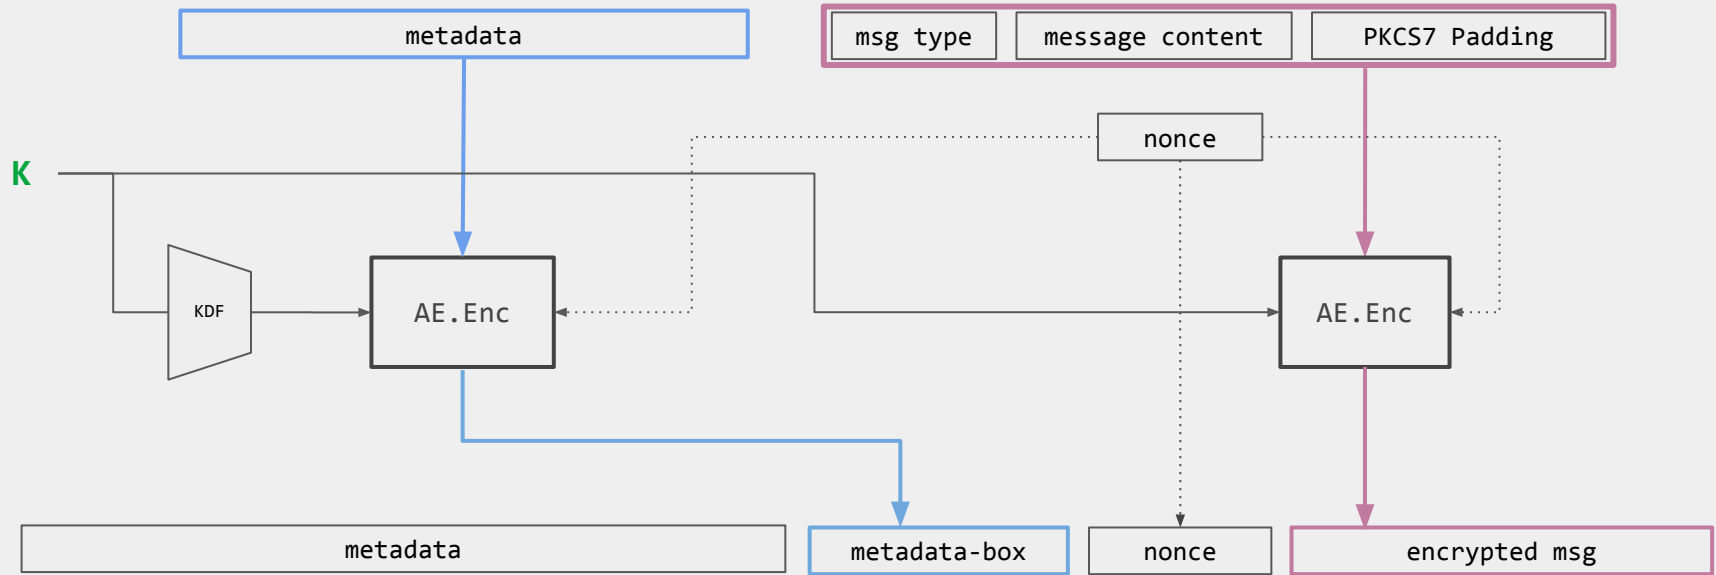 metadata
msg type
message content
PKCS7 Padding
nonce
K
KDF
AE.Enc
AE.Enc
metadata
metadata-box
nonce
encrypted msg